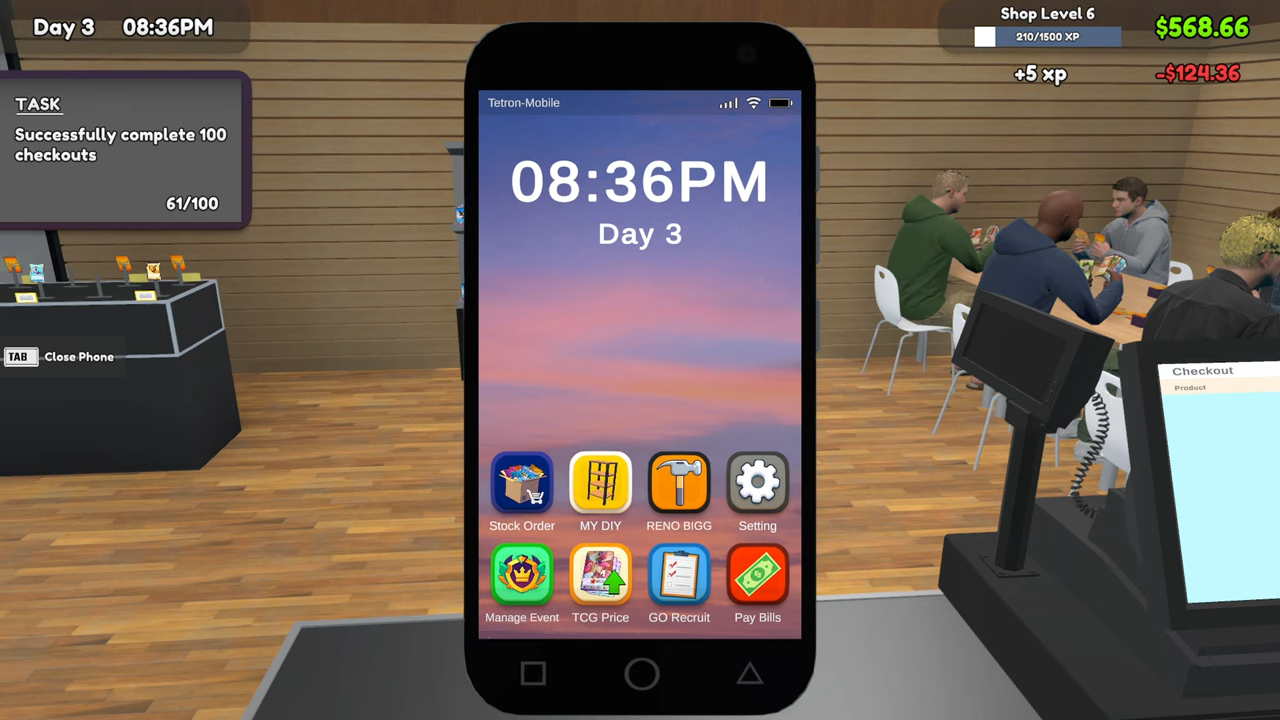 Day 3 08:36PM
Shop Level 6
210/1500 XP
$568.66
+5 xp
-$124.36
TASK
Successfully complete 100
checkouts
61/100
TAB Close Phone
Tetron-Mobile
08:36PM
Day 3
Stock Order
MY DIY
RENO BIGG
Setting
Manage Event
TCG Price
GO Recruit
Pay Bills
Checkout
Product